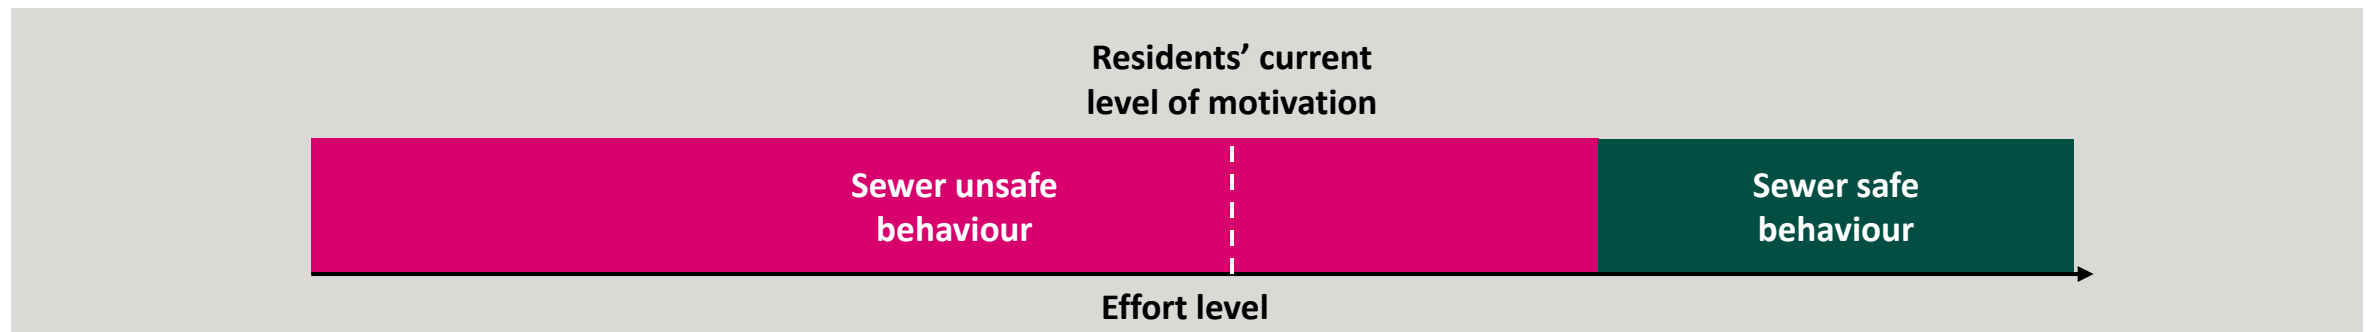 Residents’ current
level of motivation
Sewer unsafe
behaviour
Sewer safe
behaviour
Effort level